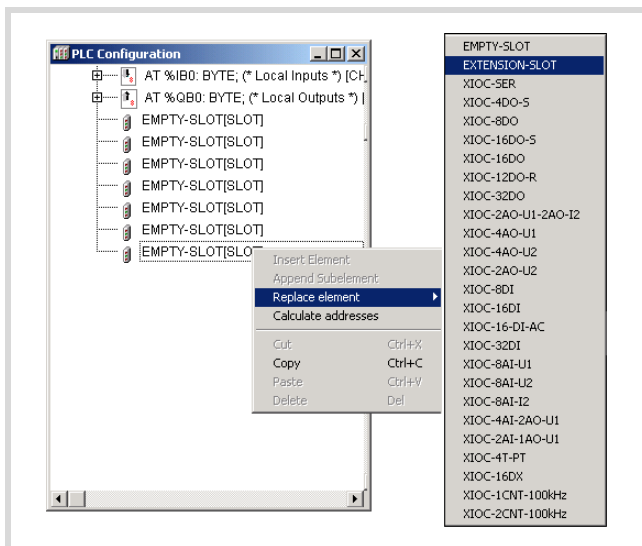 PLC Configuration
AT %IB0: BYTE; (* Local Inputs *) [CH
AT %QB0: BYTE; (* Local Outputs *) [
EMPTY-SLOT[SLOT]
EMPTY-SLOT[SLOT]
EMPTY-SLOT[SLOT]
EMPTY-SLOT[SLOT]
EMPTY-SLOT[SLOT]
EMPTY-SLOT[SLOT]
EMPTY-SLOT[SLO
Insert Element
Append Subelement
Replace element
Calculate addresses
Cut Ctrl+X
Copy Ctrl+C
Paste Ctrl+V
Delete Del
EMPTY-SLOT
EXTENSION-SLOT
XIOC-SER
XIOC-4DO-S
XIOC-8DO
XIOC-16DO-S
XIOC-16DO
XIOC-12DO-R
XIOC-32DO
XIOC-2AO-U1-2AO-I2
XIOC-4AO-U1
XIOC-4AO-U2
XIOC-2AO-U2
XIOC-8DI
XIOC-16DI
XIOC-16-DI-AC
XIOC-32DI
XIOC-8AI-U1
XIOC-8AI-U2
XIOC-8AI-I2
XIOC-4AI-2AO-U1
XIOC-2AI-1AO-U1
XIOC-4T-PT
XIOC-16DX
XIOC-1CNT-100kHz
XIOC-2CNT-100kHz